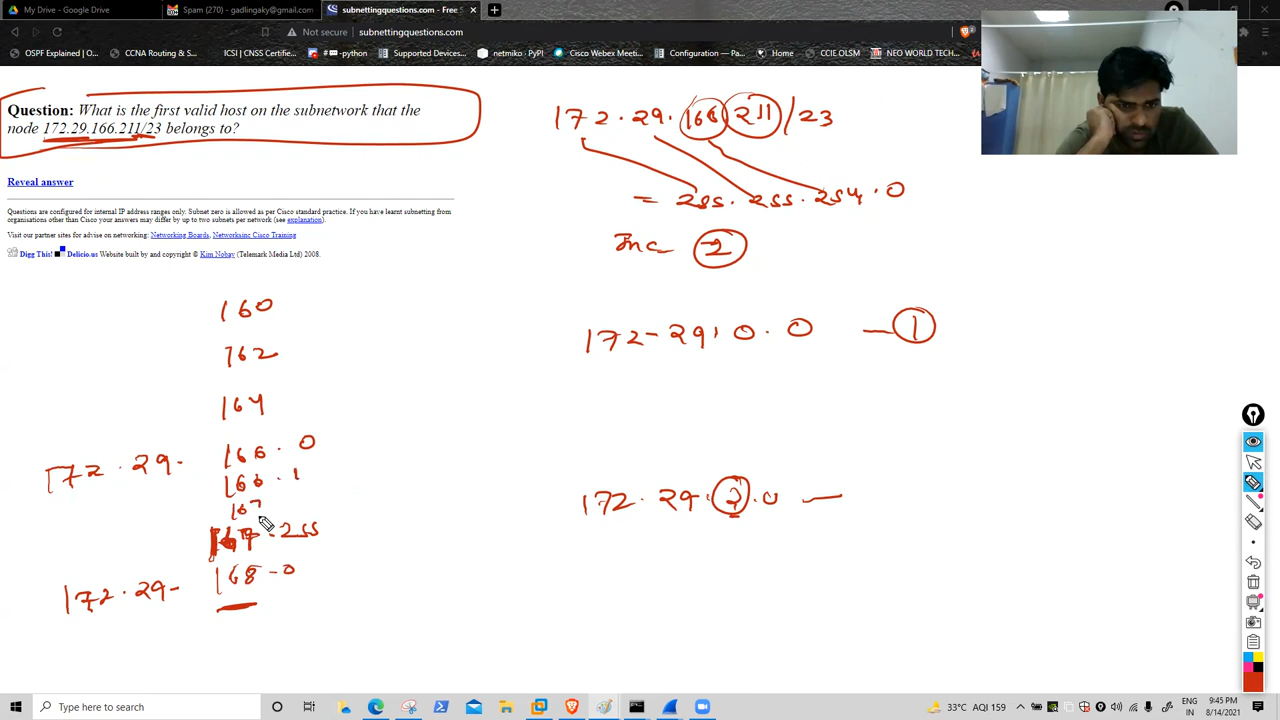 My Drive - Google Drive
Spam (270) - gadlingaky@gmail.co
subnettingquestions.com - Free S
Not secure | subnettingquestions.com
OSPF Explained | O...
CCNA Routing & S...
ICSI | CNSS Certific...
#-python
Supported Devices...
netmiko · PyPI
Cisco Webex Meeti...
Configuration — Pa...
Home
CCIE OLSM
NEO WORLD TECH...
Question: What is the first valid host on the subnetwork that the
node 172.29.166.211/23 belongs to?
Reveal answer
Questions are configured for internal IP address ranges only. Subnet zero is allowed as per Cisco standard practice. If you have learnt subnetting from
organisations other than Cisco your answers may differ by up to two subnets per network (see explanation).
Visit our partner sites for advise on networking: Networking Boards, Networksinc Cisco Training
Digg This! Delicio.us Website built by and copyright © Kim Nobay (Telemark Media Ltd) 2008.
172.29.166 211/23
= 255.255.254.0
Inc 2
172-29.0.0 — 1
172.29.2.0 —
160
162
164
172.29- 166.0
166.1
167
.255
172.29- 168-0
Type here to search
33°C AQI 159
ENG
IN
9:45 PM
8/14/2021